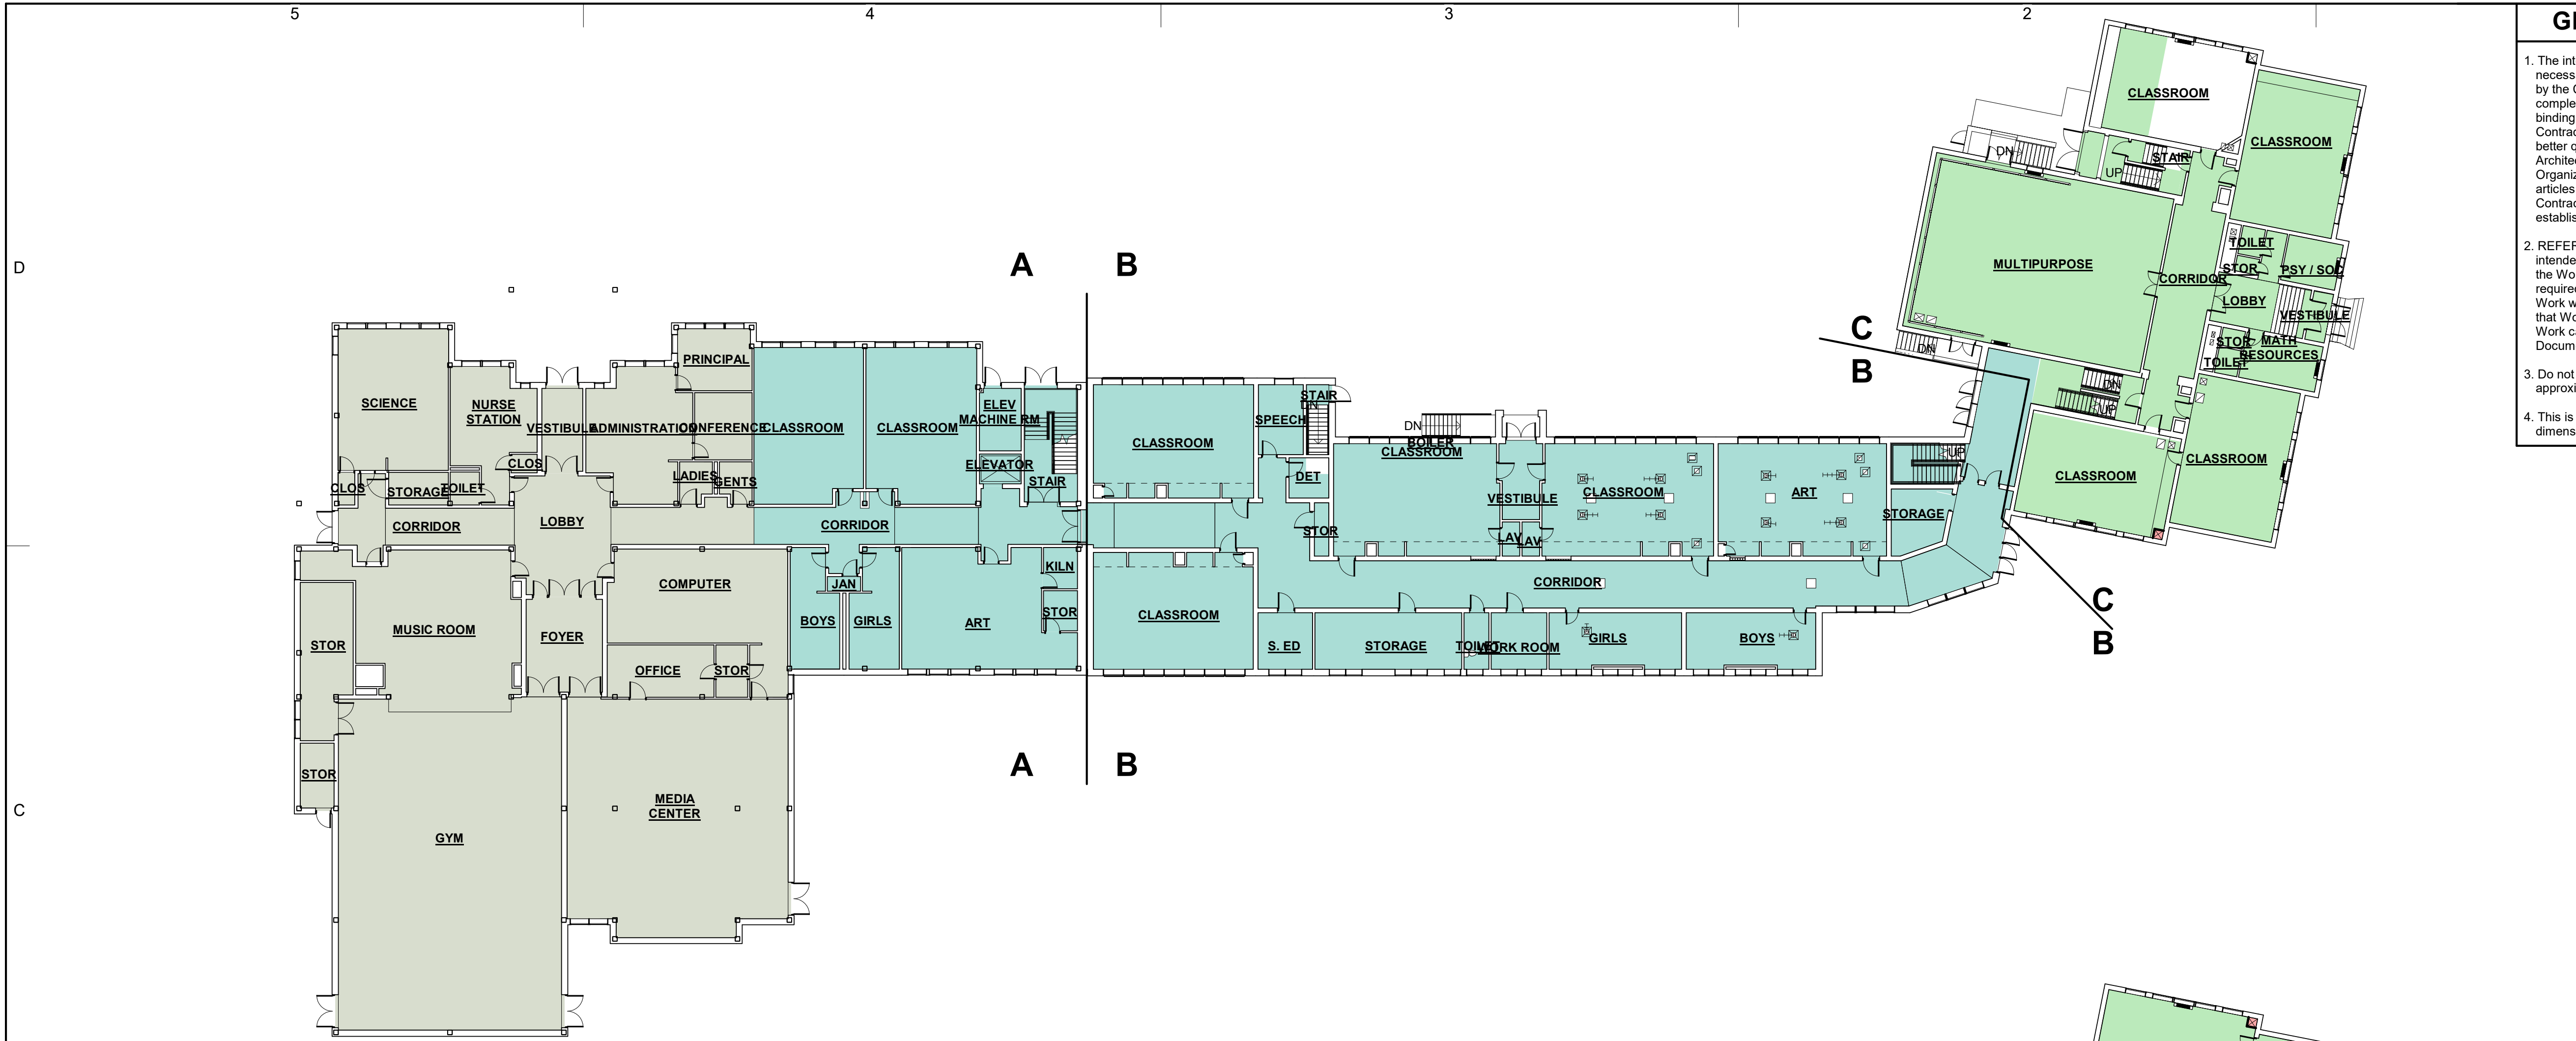 5
4
3
2
D
C
SCIENCE
NURSE
STATION
VESTIBULE
ADMINISTRATION
PRINCIPAL
CONFERENCE
CLASSROOM
CLASSROOM
ELEV
MACHINE RM
ELEVATOR
STAIR
CLOS
CLOS
STORAGE
TOILET
LADIES
GENTS
CORRIDOR
LOBBY
CORRIDOR
STOR
MUSIC ROOM
FOYER
COMPUTER
OFFICE
STOR
BOYS
JAN
GIRLS
ART
KILN
STOR
STOR
GYM
MEDIA
CENTER
A
B
A
B
CLASSROOM
SPEECH
STAIR
DN
DET
STOR
CLASSROOM
DN
BOILER
CLASSROOM
VESTIBULE
LAV
LAV
CLASSROOM
ART
UP
STORAGE
CORRIDOR
S. ED
STORAGE
TOILET
WORK ROOM
GIRLS
BOYS
C
B
C
B
CLASSROOM
CLASSROOM
DN
STAIR
UP
MULTIPURPOSE
CORRIDOR
TOILET
STOR
PSY / SOC
LOBBY
VESTIBULE
STOR
MATH
RESOURCES
TOILET
DN
DN
UP
CLASSROOM
CLASSROOM
1. The int
necess
by the C
comple
binding
Contrac
better q
Archite
Organiz
articles
Contrac
establis
2. REFER
intende
the Wo
require
Work w
that Wo
Work ca
Docum
3. Do not
approxi
4. This is
dimens